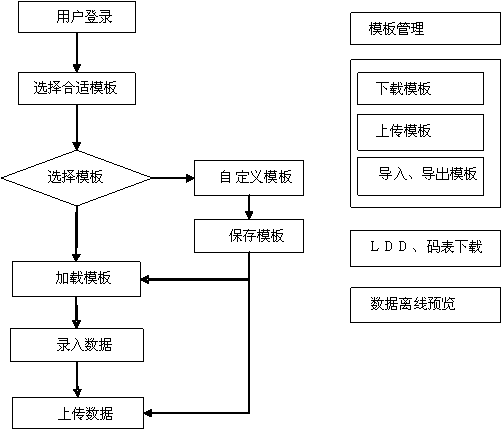 用户登录
选择合适模板
选择模板
自定义模板
保存模板
加载模板
录入数据
上传数据
模板管理
下载模板
上传模板
导入、导出模板
LDD、码表下载
数据离线预览